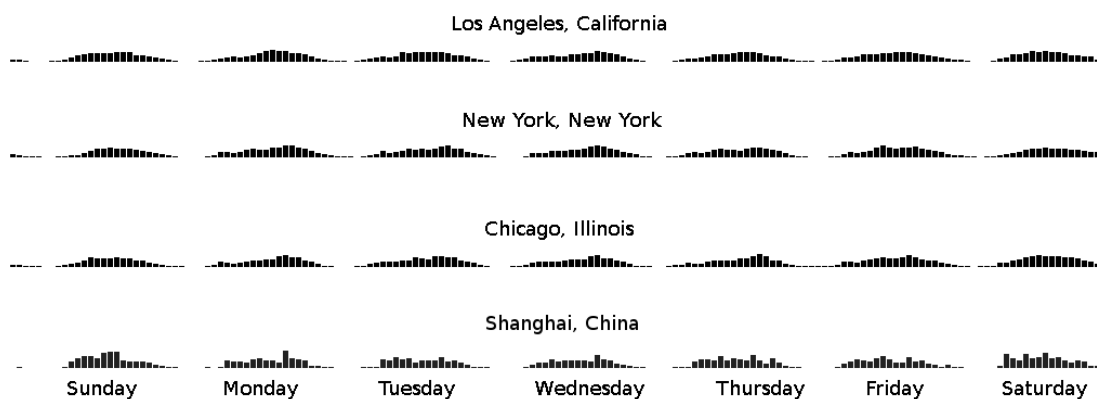 Los Angeles, California
New York, New York
Chicago, Illinois
Shanghai, China
Sunday Monday Tuesday Wednesday Thursday Friday Saturday